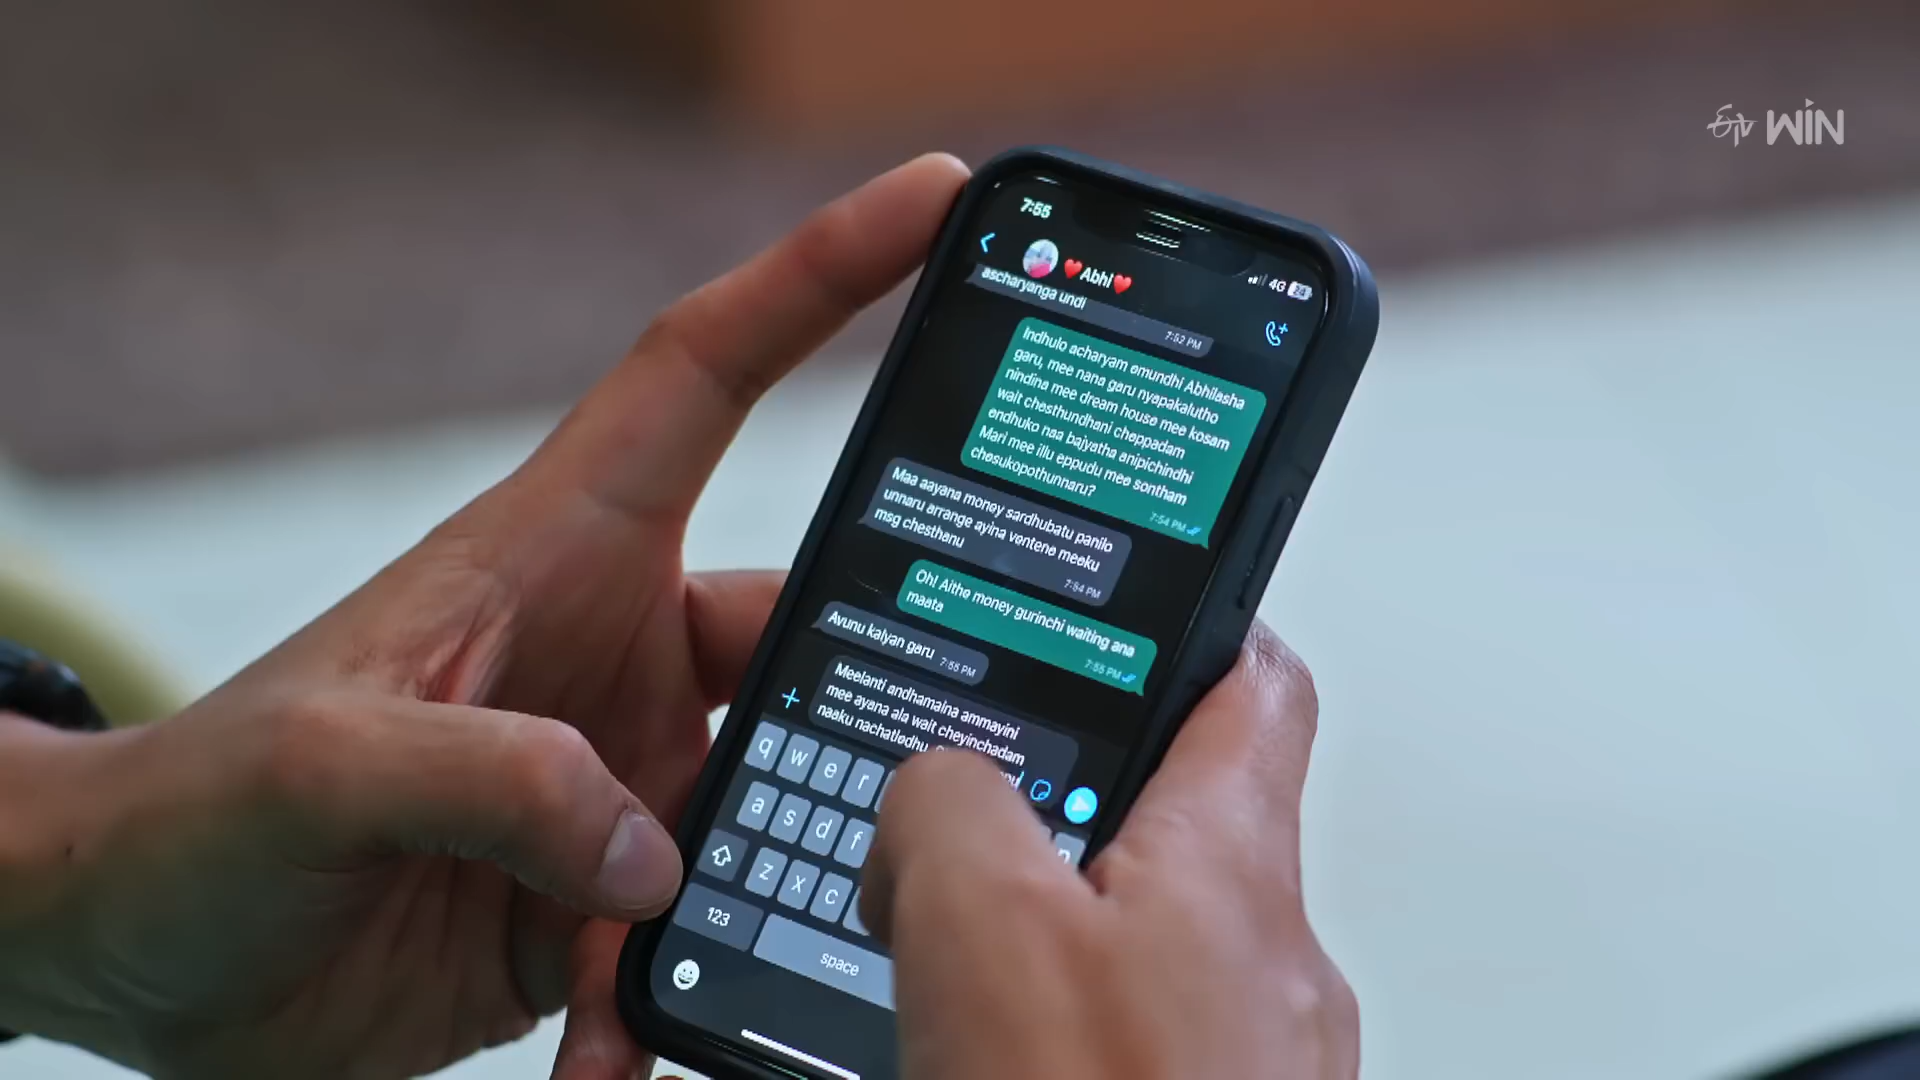 ETV WIN
7:55
❤️Abhi❤️
4G 24
ascharyanga undi
7:52 PM
Indhulo acharyam emundhi Abhilasha
garu, mee nana garu nyapakalutho
nindina mee dream house mee kosam
wait chesthundhani cheppadam
endhuko naa bajyatha anipichindhi
Mari mee illu eppudu mee sontham
chesukopothunnaru?
7:54 PM
Maa aayana money sardhubatu panilo
unnaru arrange ayina ventene meeku
msg chesthanu
7:54 PM
Oh! Aithe money gurinchi waiting ana
maata
7:55 PM
Avunu kalyan garu 7:55 PM
Meelanti andhamaina ammayini
mee ayana ala wait cheyinchadam
naaku nachatledhu
q w e r
a s d f
z x c
123
space